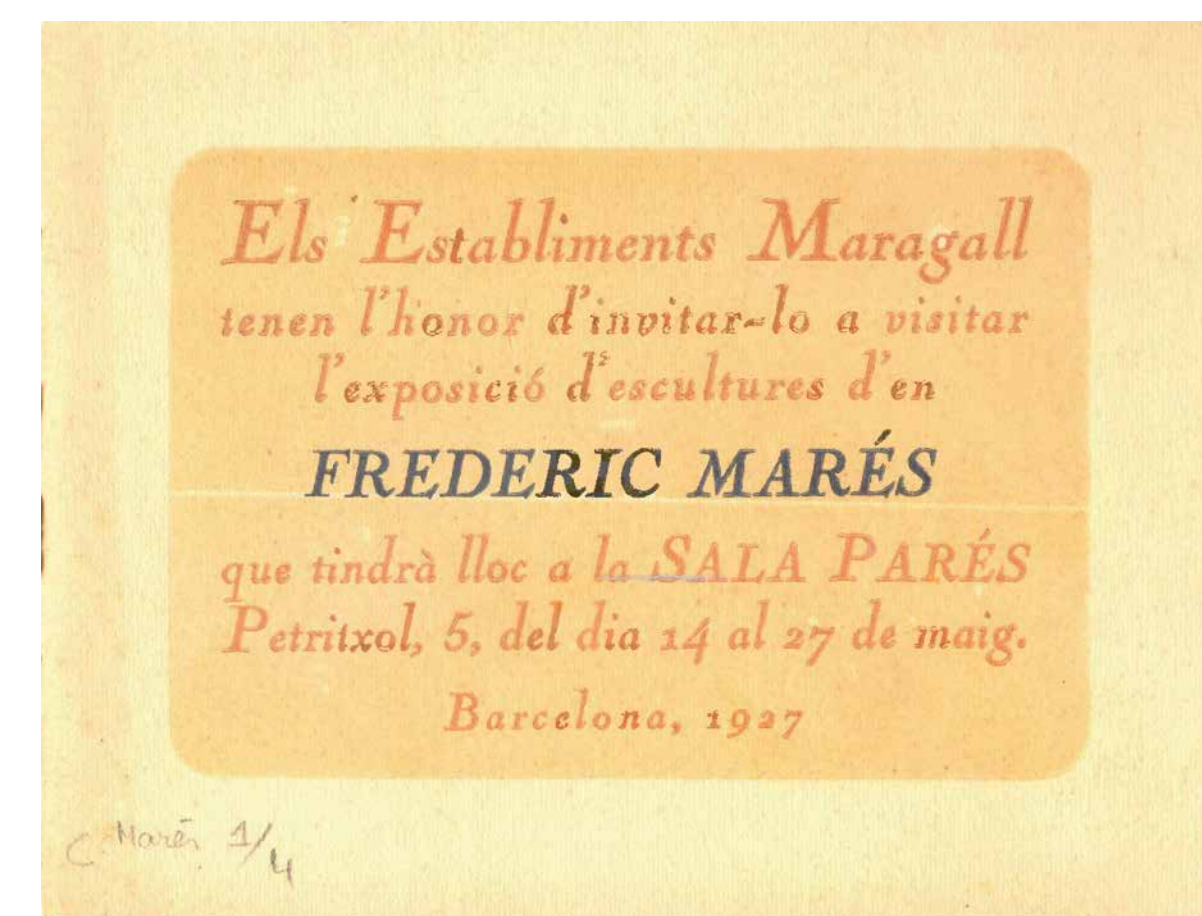 Els Establiments Maragall
tenen l'honor d'invitar-lo a visitar
l'exposició d'escultures d'en
FREDERIC MARÉS
que tindrà lloc a la SALA PARÉS
Petritxol, 5, del dia 14 al 27 de maig.
Barcelona, 1927
C. Marés 1/4